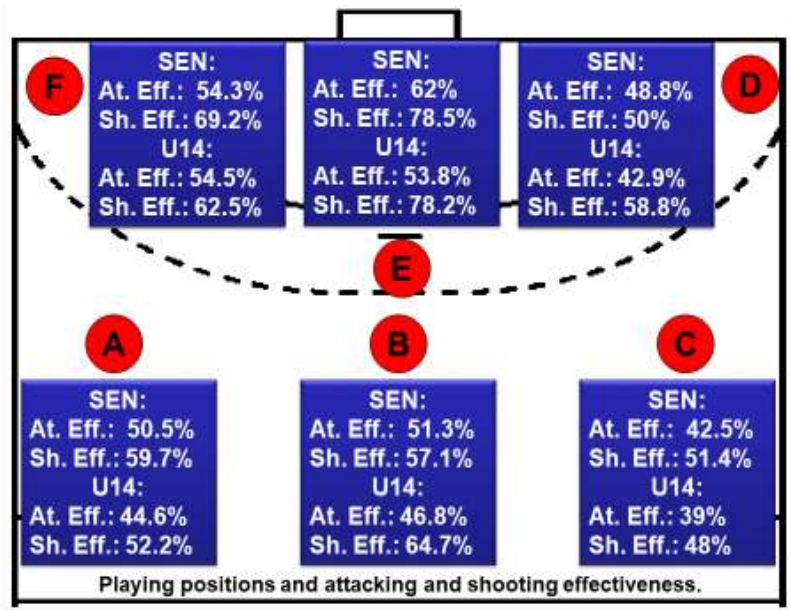 F
SEN:
At. Eff.: 54.3%
Sh. Eff.: 69.2%
U14:
At. Eff.: 54.5%
Sh. Eff.: 62.5%
SEN:
At. Eff.: 62%
Sh. Eff.: 78.5%
U14:
At. Eff.: 53.8%
Sh. Eff.: 78.2%
SEN:
At. Eff.: 48.8%
Sh. Eff.: 50%
U14:
At. Eff.: 42.9%
Sh. Eff.: 58.8%
D
E
A
B
C
SEN:
At. Eff.: 50.5%
Sh. Eff.: 59.7%
U14:
At. Eff.: 44.6%
Sh. Eff.: 52.2%
SEN:
At. Eff.: 51.3%
Sh. Eff.: 57.1%
U14:
At. Eff.: 46.8%
Sh. Eff.: 64.7%
SEN:
At. Eff.: 42.5%
Sh. Eff.: 51.4%
U14:
At. Eff.: 39%
Sh. Eff.: 48%
Playing positions and attacking and shooting effectiveness.